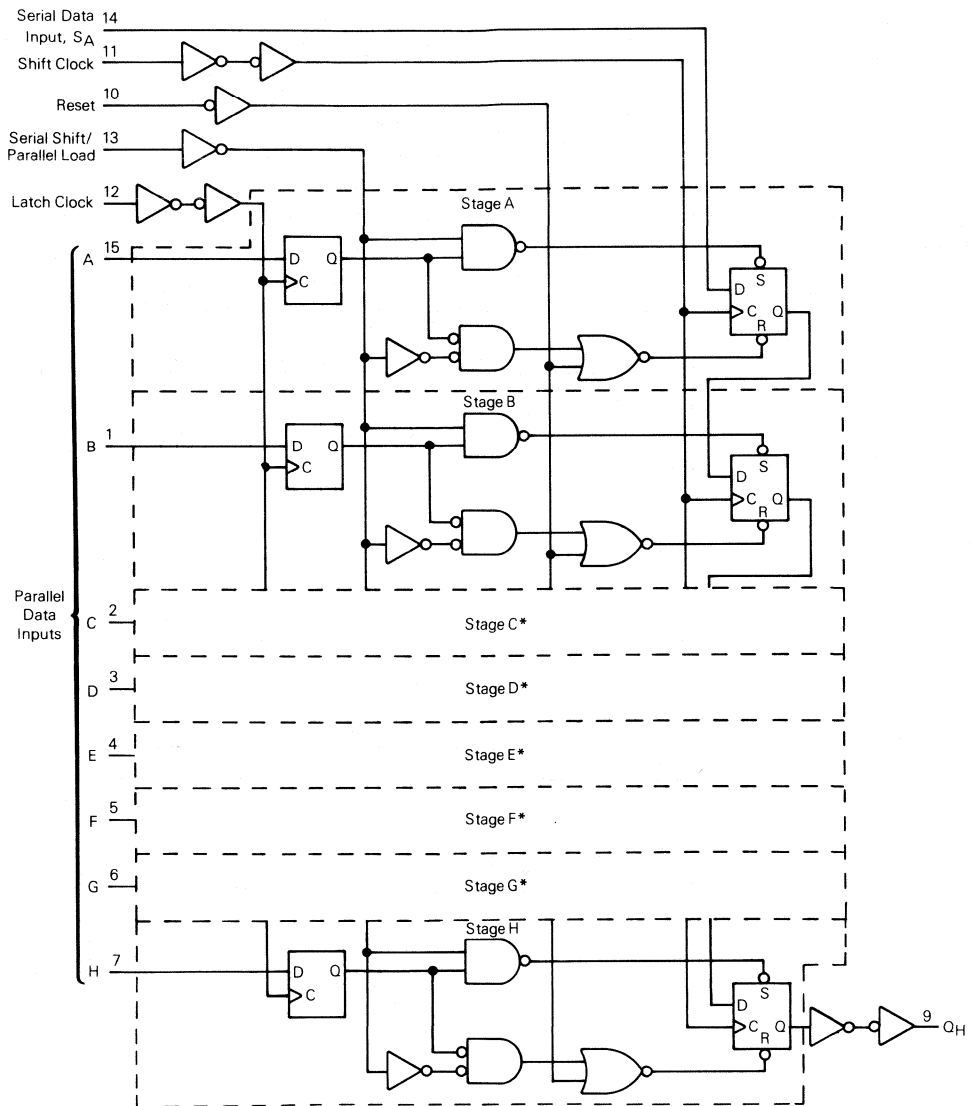 Serial Data 14
Input, SA
Shift Clock 11
Reset 10
Serial Shift/ 13
Parallel Load
Latch Clock 12
Stage A
A 15
D Q
C
S
D
C Q
R
Stage B
B 1
D Q
C
S
D
C Q
R
Parallel
Data
Inputs
C 2
Stage C*
D 3
Stage D*
E 4
Stage E*
F 5
Stage F*
G 6
Stage G*
Stage H
H 7
D Q
C
S
D
C Q
R
9
QH